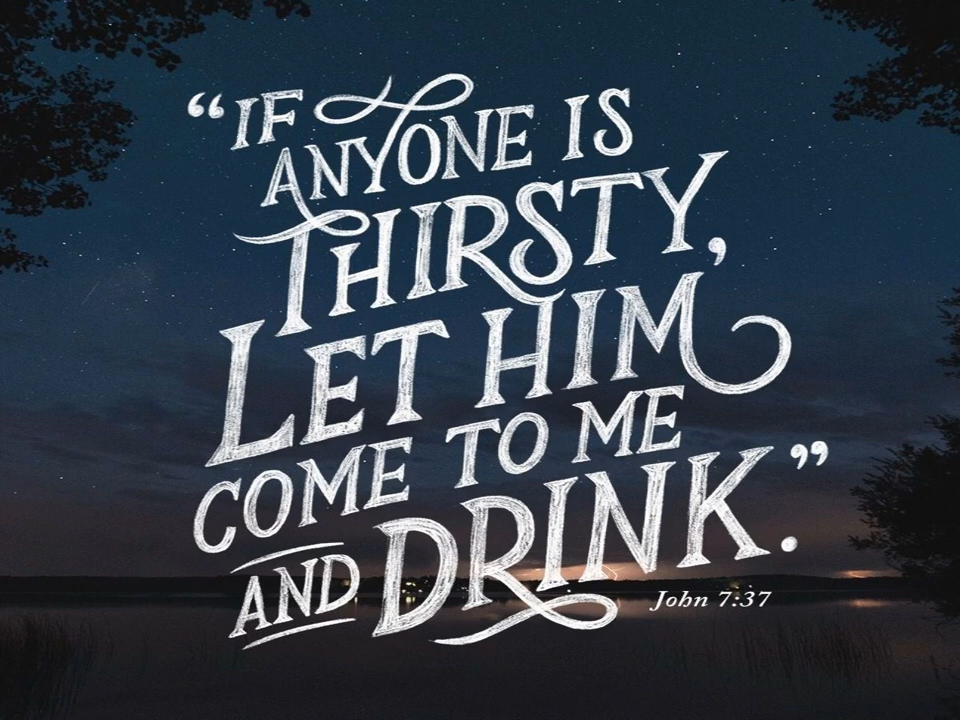 “IF
ANYONE IS
THIRSTY,
LET HIM
COME TO ME
AND DRINK.”
John 7:37